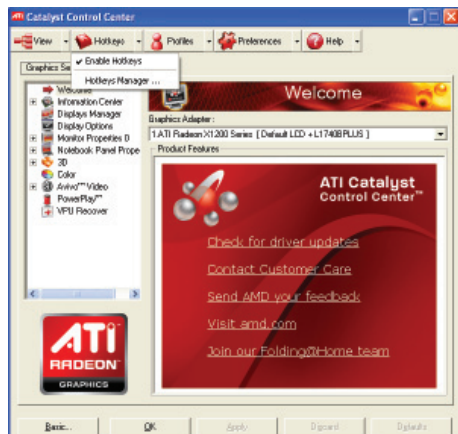 Catalyst Control Center
View
Hotkeys
Profiles
Preferences
Help
Enable Hotkeys
Hotkeys Manager ...
Graphics Se
Welcome
Information Center
Displays Manager
Display Options
Monitor Properties 0
Notebook Panel Prope
3D
Color
Avivo™ Video
PowerPlay™
VPU Recover
Welcome
Graphics Adapter:
1.ATI Radeon X1200 Series [ Default LCD + L1740BPLUS ]
Product Features
ATI Catalyst
Control Center™
Check for driver updates
Contact Customer Care
Send AMD your feedback
Visit amd.com
Join our Folding@Home team
ATI
RADEON
GRAPHICS
Basic..
OK
Apply
Discard
Defaults